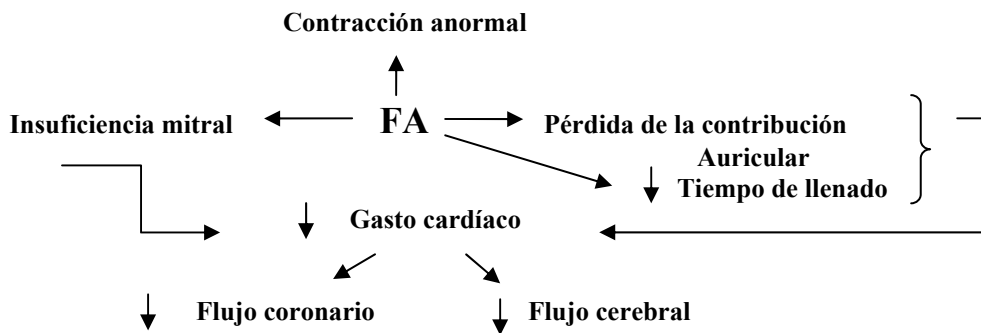 Contracción anormal
Insuficiencia mitral
FA
Pérdida de la contribución
Auricular
Tiempo de llenado
Gasto cardíaco
Flujo coronario
Flujo cerebral